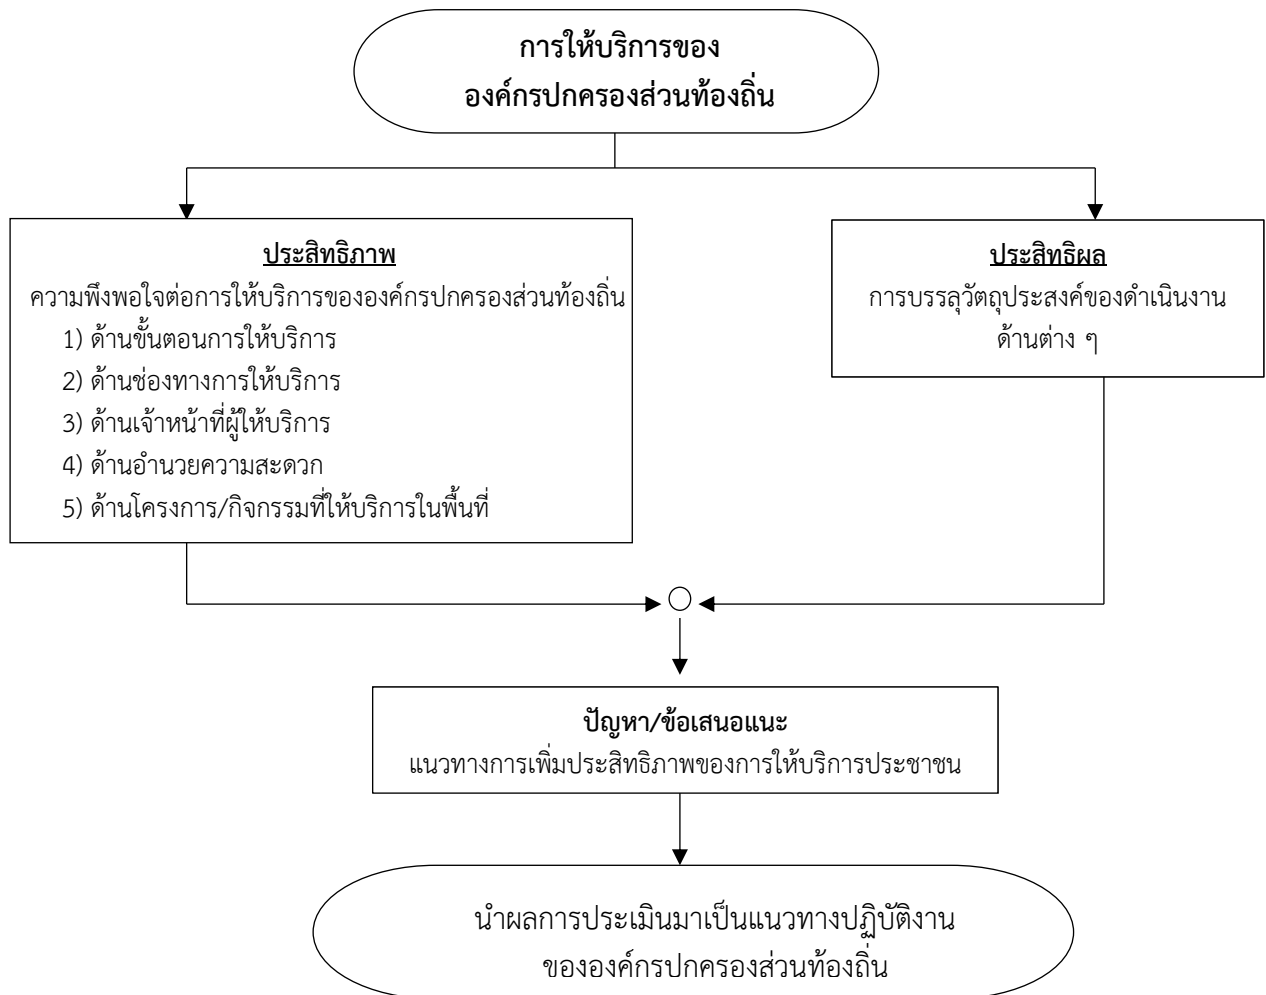 การให้บริการของ
องค์กรปกครองส่วนท้องถิ่น
ประสิทธิภาพ
ความพึงพอใจต่อการให้บริการขององค์กรปกครองส่วนท้องถิ่น
1) ด้านขั้นตอนการให้บริการ
2) ด้านช่องทางการให้บริการ
3) ด้านเจ้าหน้าที่ผู้ให้บริการ
4) ด้านอำนวยความสะดวก
5) ด้านโครงการ/กิจกรรมที่ให้บริการในพื้นที่
ประสิทธิผล
การบรรลุวัตถุประสงค์ของดำเนินงาน
ด้านต่าง ๆ
ปัญหา/ข้อเสนอแนะ
แนวทางการเพิ่มประสิทธิภาพของการให้บริการประชาชน
นำผลการประเมินมาเป็นแนวทางปฏิบัติงาน
ขององค์กรปกครองส่วนท้องถิ่น